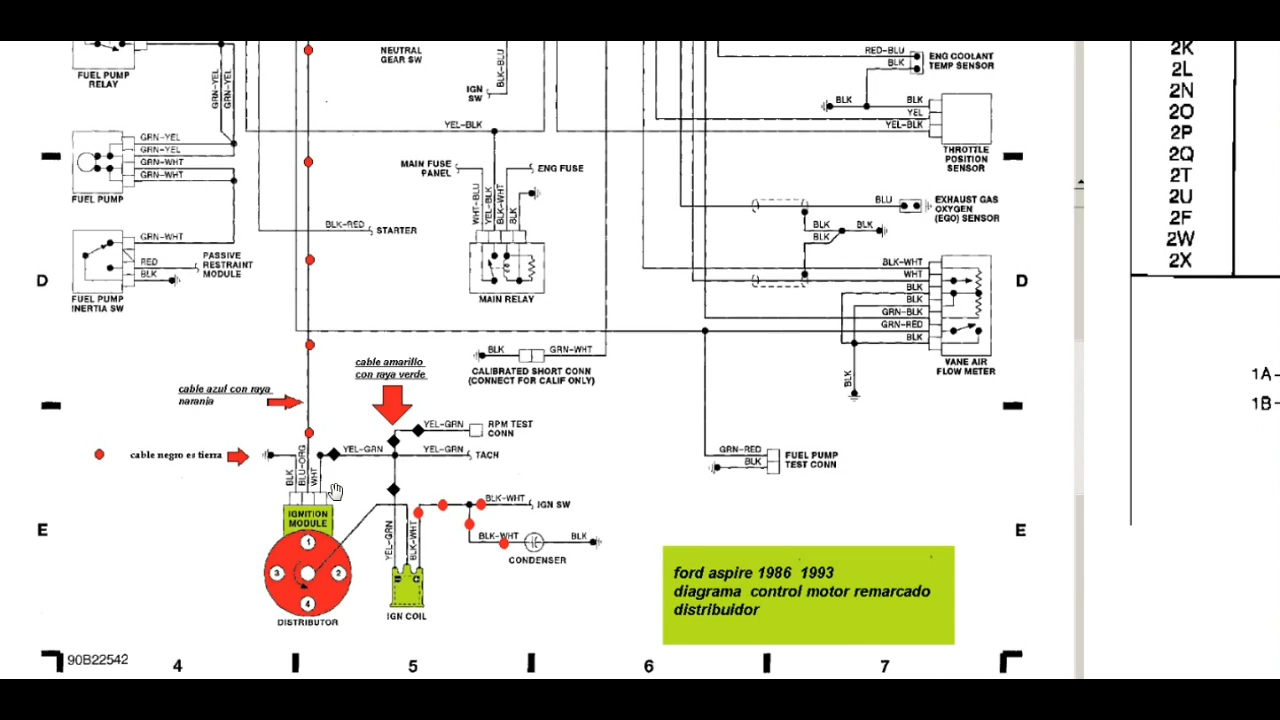 FUEL PUMP
RELAY
GRN-YEL
GRN-YEL
NEUTRAL
GEAR SW
BLK-BLU
IGN
SW
RED-BLU
BLK
ENG COOLANT
TEMP SENSOR
BLK
BLK
YEL
YEL-BLK
THROTTLE
POSITION
SENSOR
YEL-BLK
GRN-YEL
GRN-YEL
GRN-WHT
GRN-WHT
FUEL PUMP
MAIN FUSE
PANEL
ENG FUSE
WHT-BLU
YEL-BLK
BLK-WHT
BLK
MAIN RELAY
BLK-RED
STARTER
BLU
EXHAUST GAS
OXYGEN
(EGO) SENSOR
BLK
BLK
BLK
GRN-WHT
RED
BLK
PASSIVE
RESTRAINT
MODULE
FUEL PUMP
INERTIA SW
D
D
BLK-WHT
WHT
BLK
BLK
GRN-BLK
GRN-RED
BLK
BLK
VANE AIR
FLOW METER
BLK
GRN-WHT
CALIBRATED SHORT CONN
(CONNECT FOR CALIF ONLY)
cable amarillo
con raya verde
cable azul con raya
naranja
cable negro es tierra
YEL-GRN
RPM TEST
CONN
YEL-GRN
YEL-GRN
TACH
BLK
BLU-ORG
WHT
IGNITION
MODULE
1
3
2
4
DISTRIBUTOR
YEL-GRN
BLK-WHT
IGN COIL
BLK-WHT
IGN SW
BLK-WHT
BLK
CONDENSER
GRN-RED
BLK
FUEL PUMP
TEST CONN
E
E
ford aspire 1986 1993
diagrama control motor remarcado
distribuidor
90B22542
4
5
6
7
2K
2L
2N
2O
2P
2Q
2T
2U
2F
2W
2X
1A-
1B-